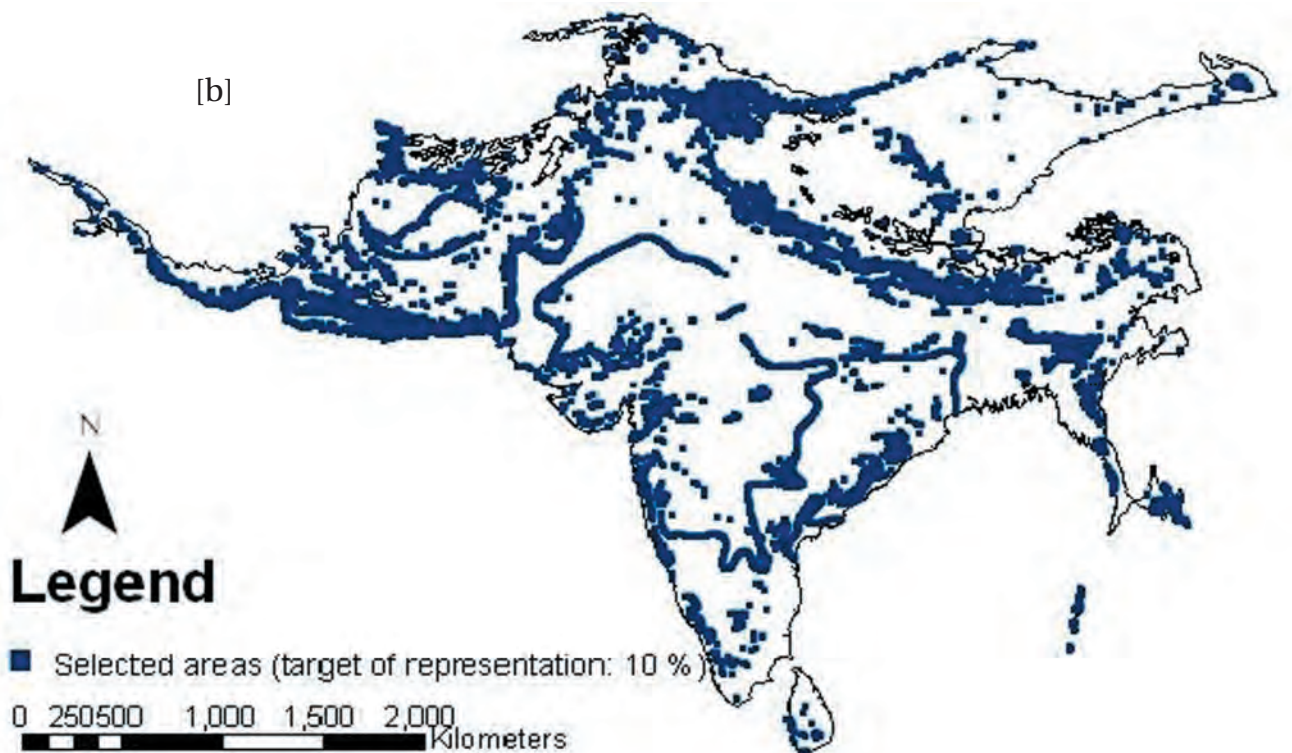 [b]
N
Legend
Selected areas (target of representation: 10 %)
0 250500 1,000 1,500 2,000
Kilometers